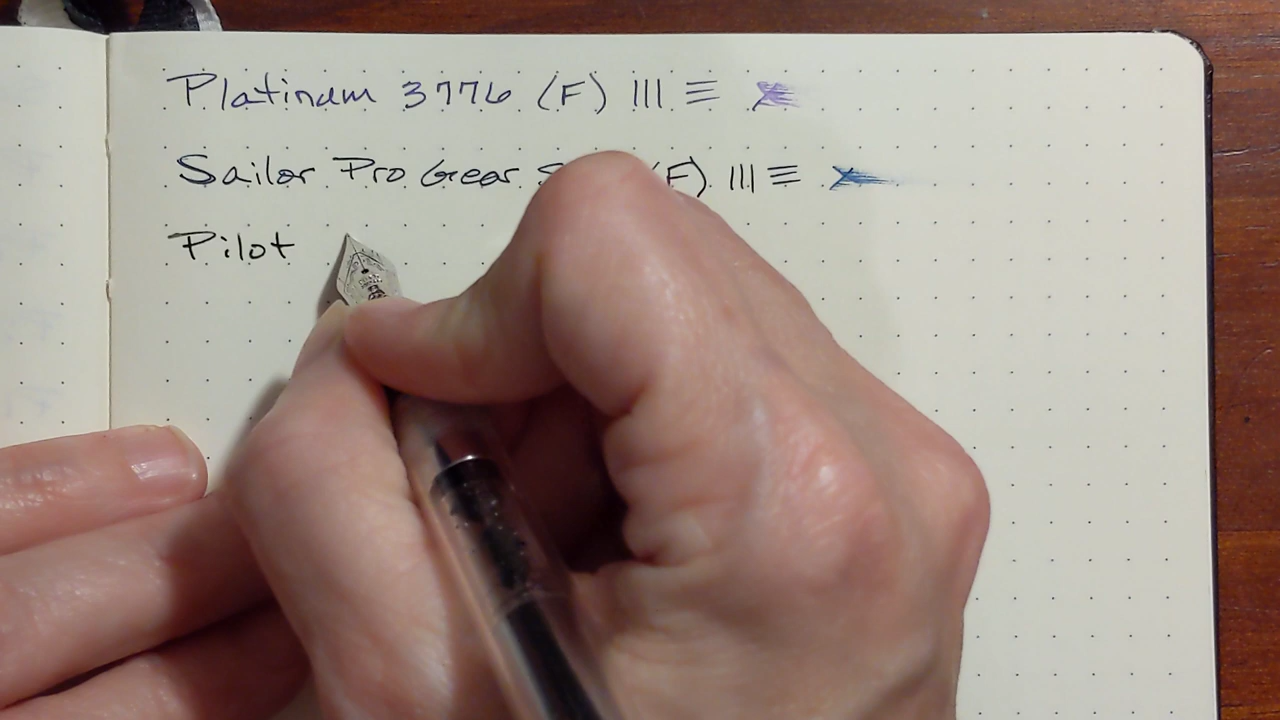 Platinum 3776 (F) ||| ≡
Sailor Pro Gear (F) ||| ≡
Pilot